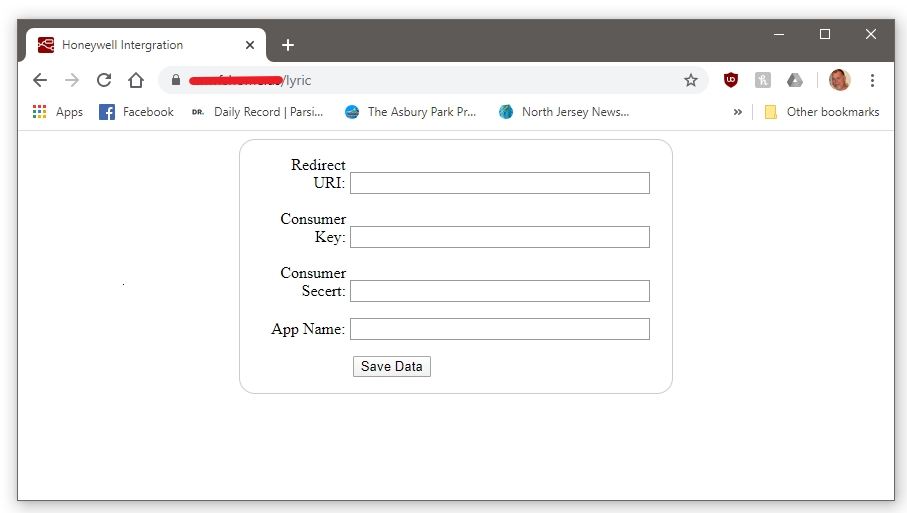 Honeywell Intergration
/lyric
Apps Facebook DR. Daily Record | Parsi... The Asbury Park Pr... North Jersey News... » Other bookmarks
Redirect
URI:
Consumer
Key:
Consumer
Secert:
App Name:
Save Data